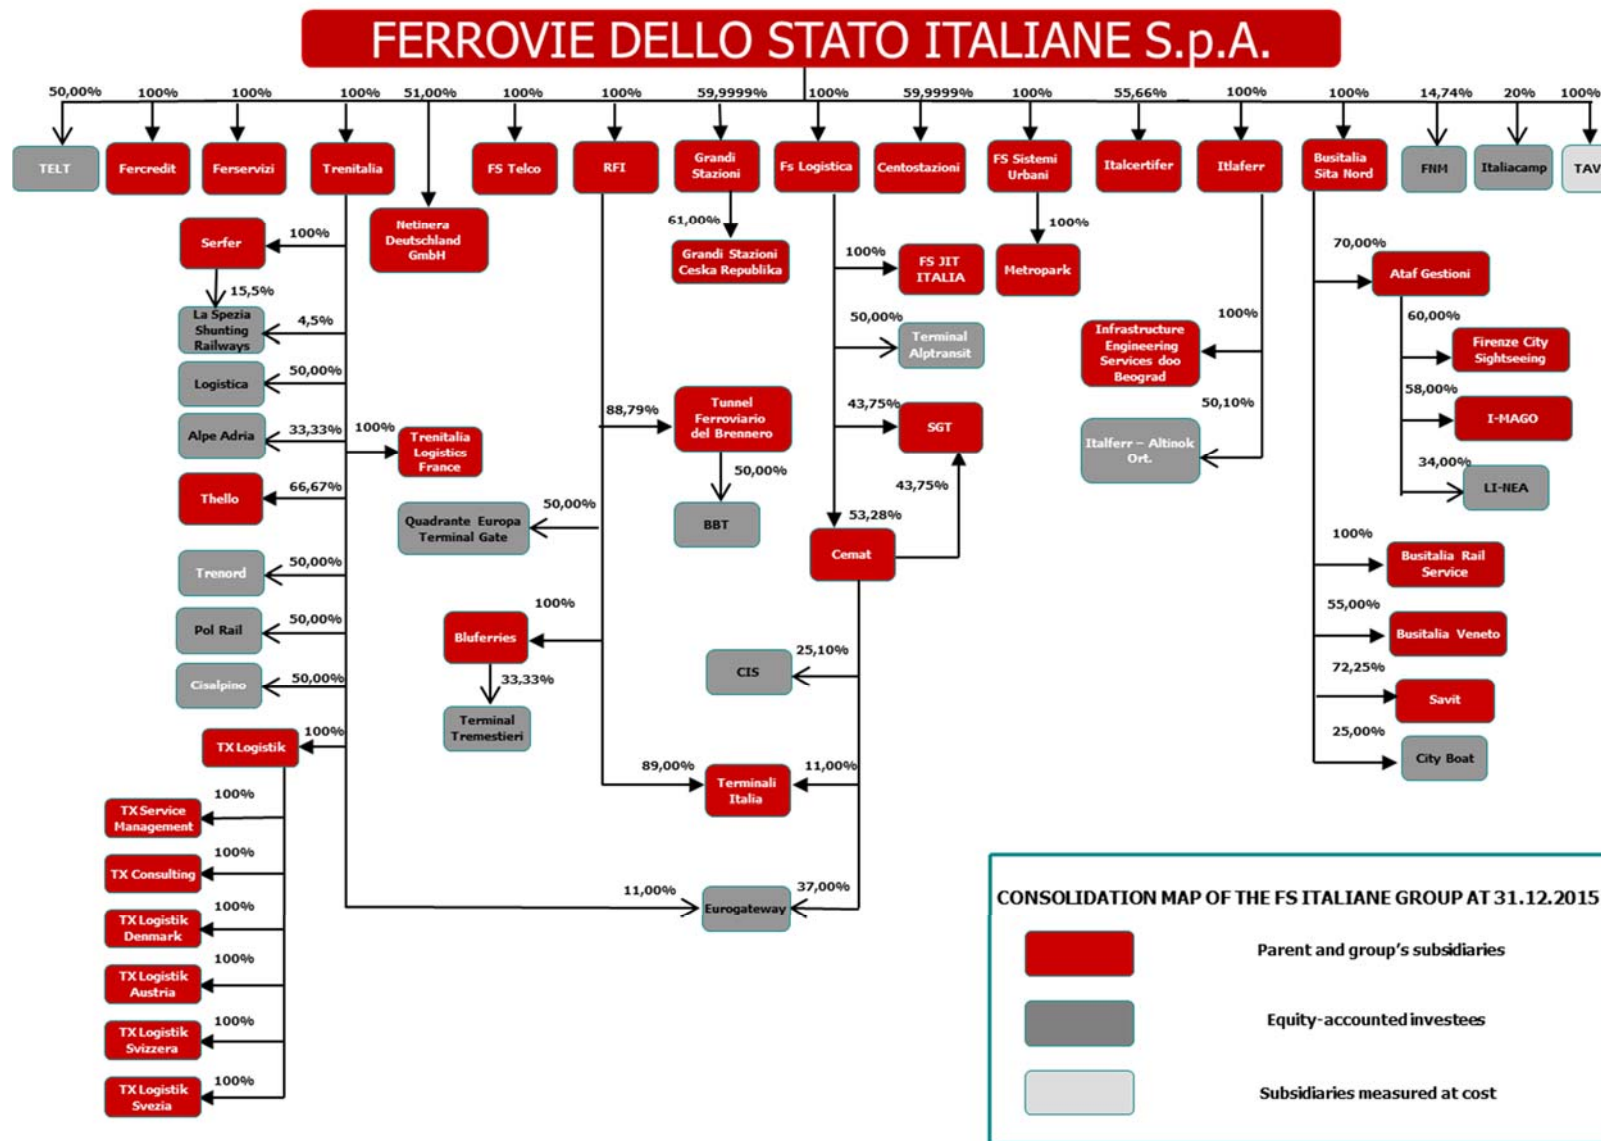 FERROVIE DELLO STATO ITALIANE S.p.A.
50,00%
100%
100%
100%
51,00%
100%
100%
59,9999%
100%
59,9999%
100%
55,66%
100%
100%
14,74%
20%
100%
TELT
Fercredit
Ferservizi
Trenitalia
FS Telco
RFI
Grandi
Stazioni
Fs Logistica
Centostazioni
FS Sistemi
Urbani
Italcertifer
Itlaferr
Busitalia
Sita Nord
FNM
Italiacamp
TAV
Netinera
Deutschland
GmbH
61,00%
Grandi Stazioni
Ceska Republika
100%
Metropark
Serfer
100%
15,5%
La Spezia
Shunting
Railways
4,5%
Logistica
50,00%
Alpe Adria
33,33%
100%
Trenitalia
Logistics
France
Thello
66,67%
Trenord
50,00%
Pol Rail
50,00%
Cisalpino
50,00%
TX Logistik
100%
TX Service
Management
100%
TX Consulting
100%
TX Logistik
Denmark
100%
TX Logistik
Austria
100%
TX Logistik
Svizzera
100%
TX Logistik
Svezia
100%
88,79%
Tunnel
Ferroviario
del Brennero
50,00%
BBT
Quadrante Europa
Terminal Gate
50,00%
100%
Bluferries
33,33%
Terminal
Tremestieri
89,00%
Terminali
Italia
11,00%
11,00%
Eurogateway
37,00%
100%
FS JIT
ITALIA
50,00%
Terminal
Alptransit
43,75%
SGT
43,75%
53,28%
Cemat
25,10%
CIS
100%
Infrastructure
Engineering
Services doo
Beograd
50,10%
Italferr – Altinok
Ort.
70,00%
Ataf Gestioni
60,00%
Firenze City
Sightseeing
58,00%
I-MAGO
34,00%
LI-NEA
100%
Busitalia Rail
Service
55,00%
Busitalia Veneto
72,25%
Savit
25,00%
City Boat
CONSOLIDATION MAP OF THE FS ITALIANE GROUP AT 31.12.2015
Parent and group's subsidiaries
Equity-accounted investees
Subsidiaries measured at cost